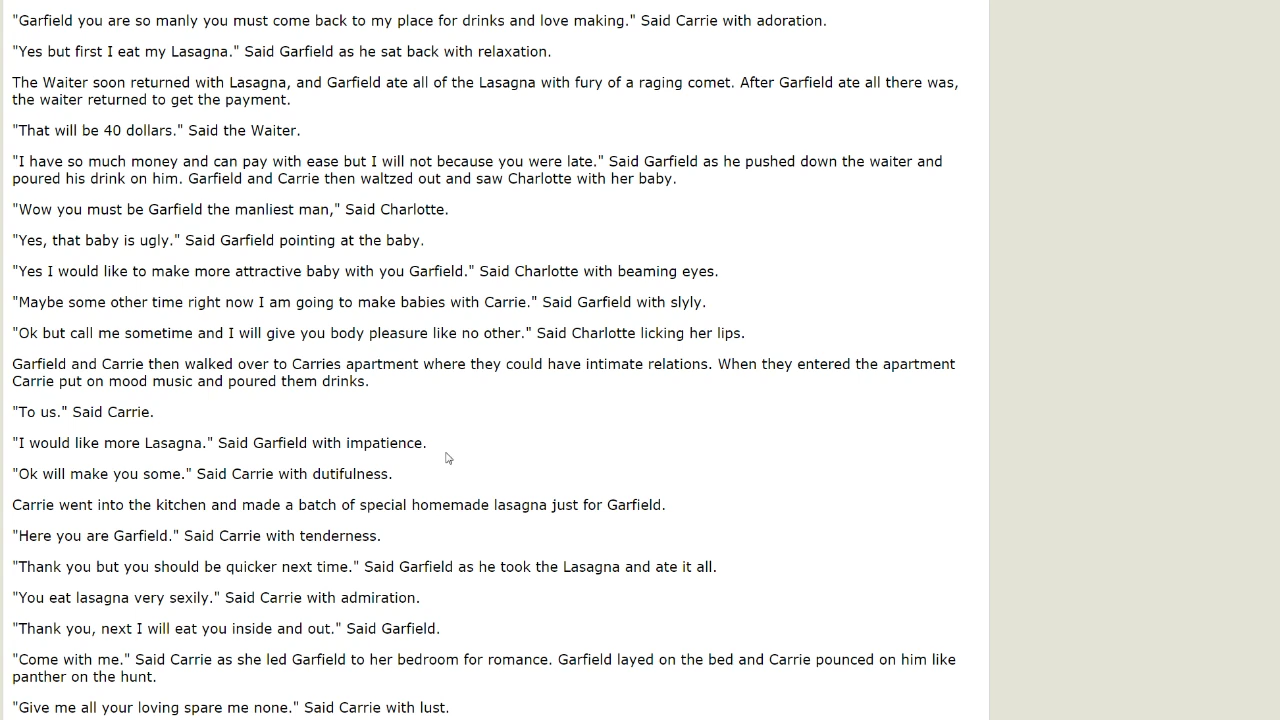 "Garfield you are so manly you must come back to my place for drinks and love making." Said Carrie with adoration.
"Yes but first I eat my Lasagna." Said Garfield as he sat back with relaxation.
The Waiter soon returned with Lasagna, and Garfield ate all of the Lasagna with fury of a raging comet. After Garfield ate all there was,
the waiter returned to get the payment.
"That will be 40 dollars." Said the Waiter.
"I have so much money and can pay with ease but I will not because you were late." Said Garfield as he pushed down the waiter and
poured his drink on him. Garfield and Carrie then waltzed out and saw Charlotte with her baby.
"Wow you must be Garfield the manliest man," Said Charlotte.
"Yes, that baby is ugly." Said Garfield pointing at the baby.
"Yes I would like to make more attractive baby with you Garfield." Said Charlotte with beaming eyes.
"Maybe some other time right now I am going to make babies with Carrie." Said Garfield with slyly.
"Ok but call me sometime and I will give you body pleasure like no other." Said Charlotte licking her lips.
Garfield and Carrie then walked over to Carries apartment where they could have intimate relations. When they entered the apartment
Carrie put on mood music and poured them drinks.
"To us." Said Carrie.
"I would like more Lasagna." Said Garfield with impatience.
"Ok will make you some." Said Carrie with dutifulness.
Carrie went into the kitchen and made a batch of special homemade lasagna just for Garfield.
"Here you are Garfield." Said Carrie with tenderness.
"Thank you but you should be quicker next time." Said Garfield as he took the Lasagna and ate it all.
"You eat lasagna very sexily." Said Carrie with admiration.
"Thank you, next I will eat you inside and out." Said Garfield.
"Come with me." Said Carrie as she led Garfield to her bedroom for romance. Garfield layed on the bed and Carrie pounced on him like
panther on the hunt.
"Give me all your loving spare me none." Said Carrie with lust.